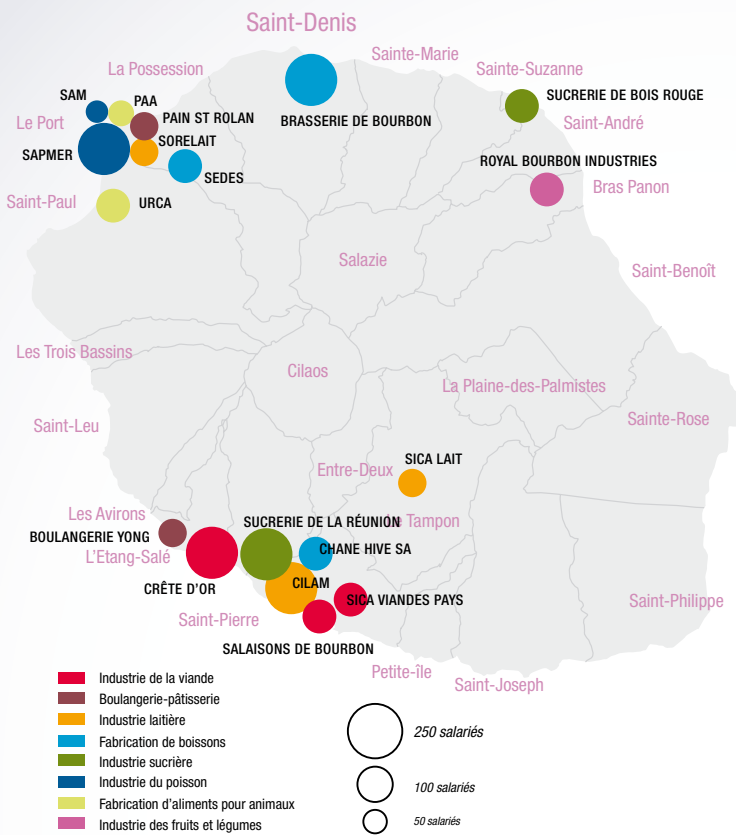 Saint-Denis
Sainte-Marie
La Possession
Sainte-Suzanne
SAM
PAA
SUCRERIE DE BOIS ROUGE
Le Port
PAIN ST ROLAN
BRASSERIE DE BOURBON
Saint-André
SORELAIT
SAPMER
ROYAL BOURBON INDUSTRIES
SEDES
Bras Panon
Saint-Paul
URCA
Salazie
Saint-Benoît
Les Trois Bassins
Cilaos
La Plaine-des-Palmistes
Saint-Leu
Sainte-Rose
SICA LAIT
Entre-Deux
Les Avirons
SUCRERIE DE LA RÉUNION
Le Tampon
BOULANGERIE YONG
L'Etang-Salé
CHANE HIVE SA
CRÊTE D'OR
CILAM
SICA VIANDES PAYS
Saint-Philippe
Saint-Pierre
SALAISONS DE BOURBON
Petite-île
Saint-Joseph
Industrie de la viande
Boulangerie-pâtisserie
Industrie laitière
Fabrication de boissons
Industrie sucrière
Industrie du poisson
Fabrication d'aliments pour animaux
Industrie des fruits et légumes
250 salariés
100 salariés
50 salariés